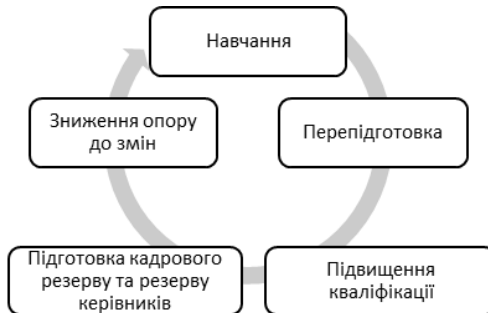 Навчання
Зниження опору
до змін
Перепідготовка
Підготовка кадрового
резерву та резерву
керівників
Підвищення
кваліфікації